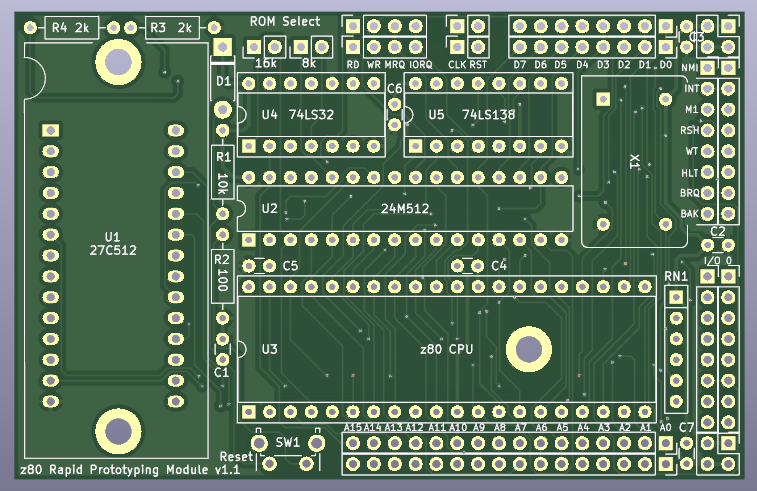 R4 2k
R3 2k
ROM Select
16k
8k
RD WR MRQ IORQ
CLK RST
D7 D6 D5 D4 D3 D2 D1 D0
C3
NMI
INT
M1
RSH
WT
HLT
BRQ
BAK
D1
U4 74LS32
C6
U5 74LS138
X1
R1
10k
U2 24M512
U1
27C512
C2
I/O 0
R2
100
C5
C4
RN1
U3 z80 CPU
C1
A15 A14 A13 A12 A11 A10 A9 A8 A7 A6 A5 A4 A3 A2 A1 A0
C7
SW1
Reset
z80 Rapid Prototyping Module v1.1